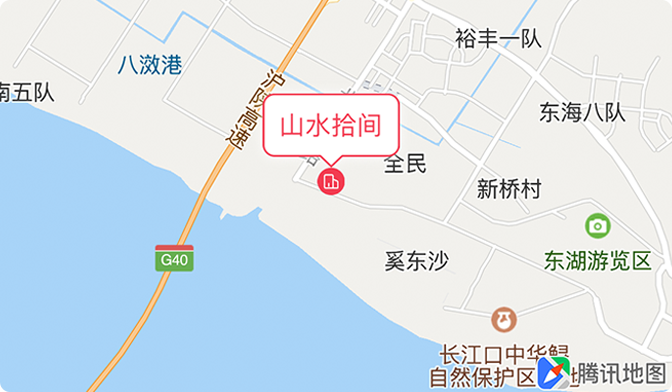 裕丰一队
八滧港
南五队
沪陕高速
东海八队
山水拾间
全民
新桥村
G40
奚东沙
东湖游览区
长江口中华鲟
自然保护区
腾讯地图